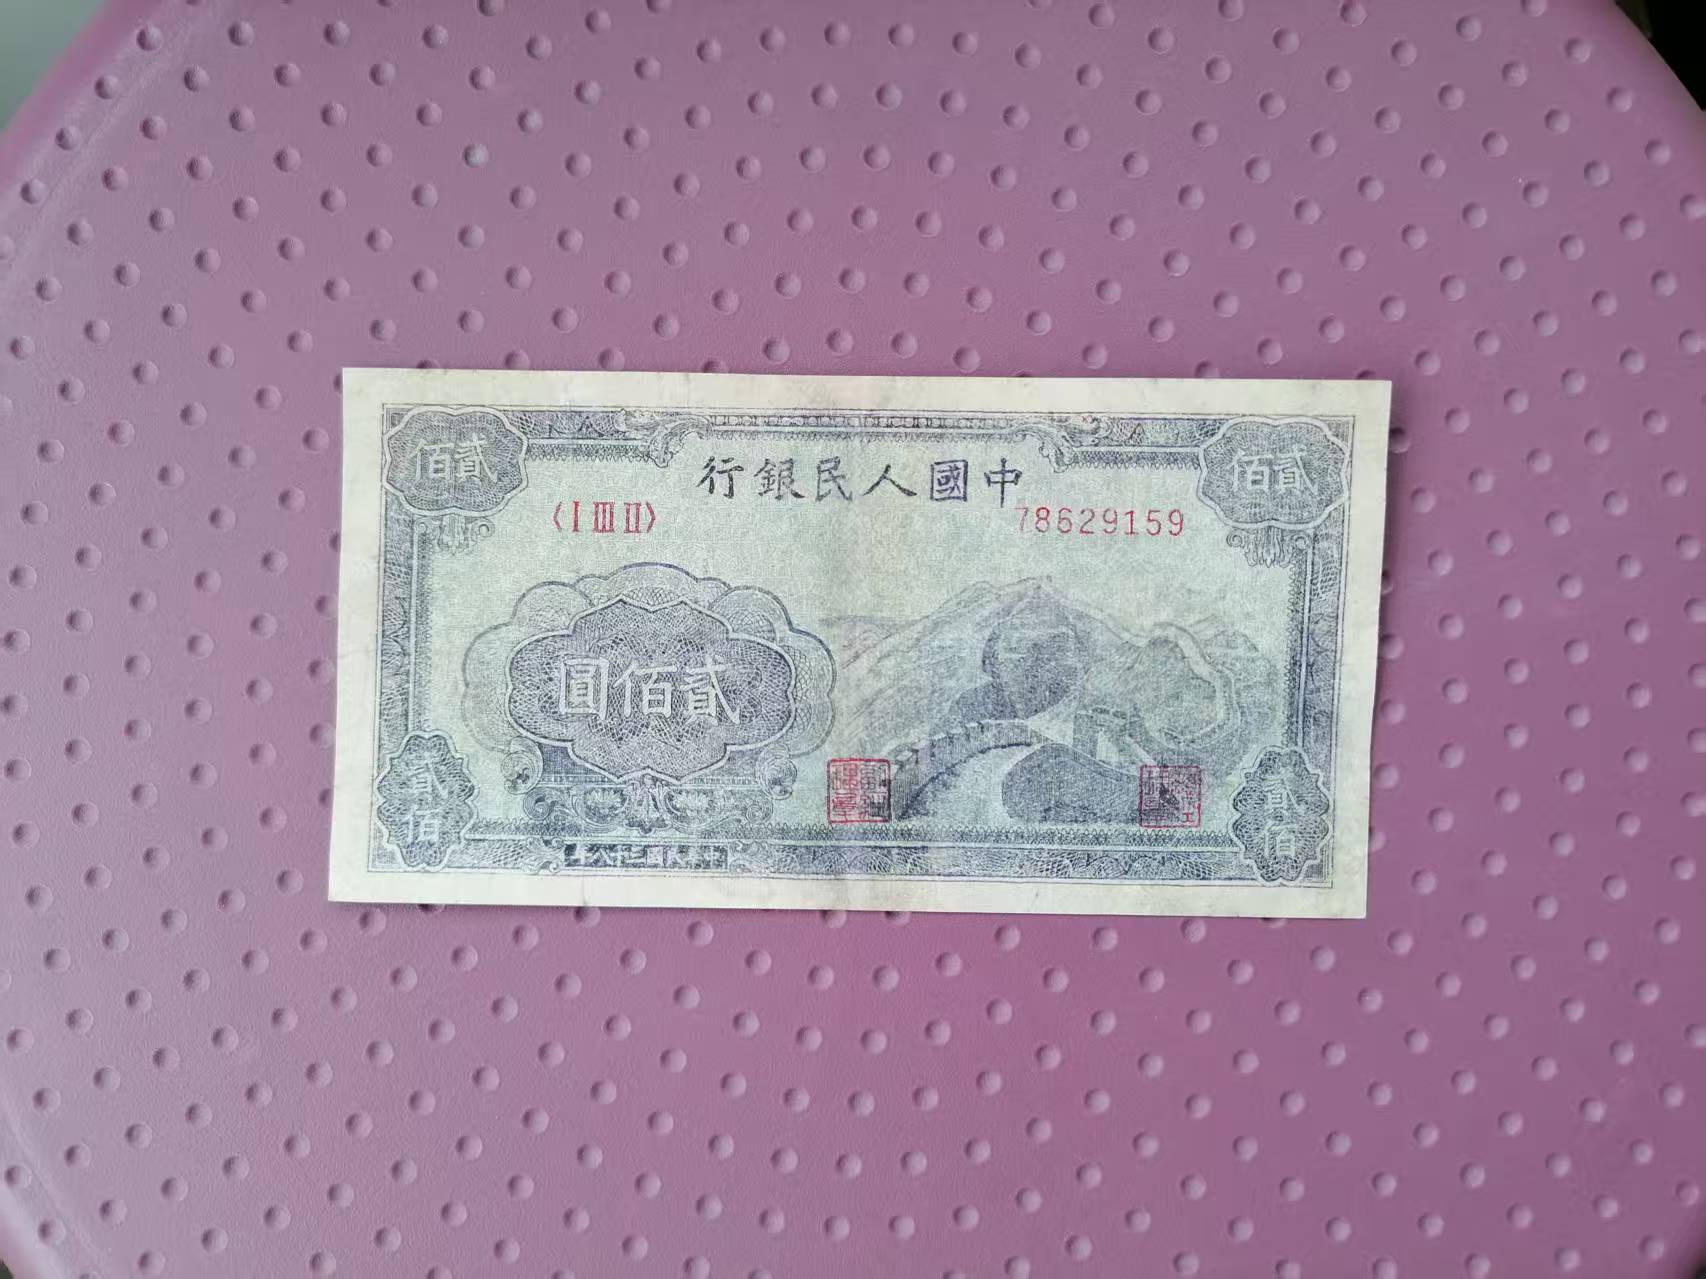 貳佰
貳佰
中國人民銀行
〈I III II〉
78629159
貳佰圓
貳佰
貳佰
中華民國三十八年